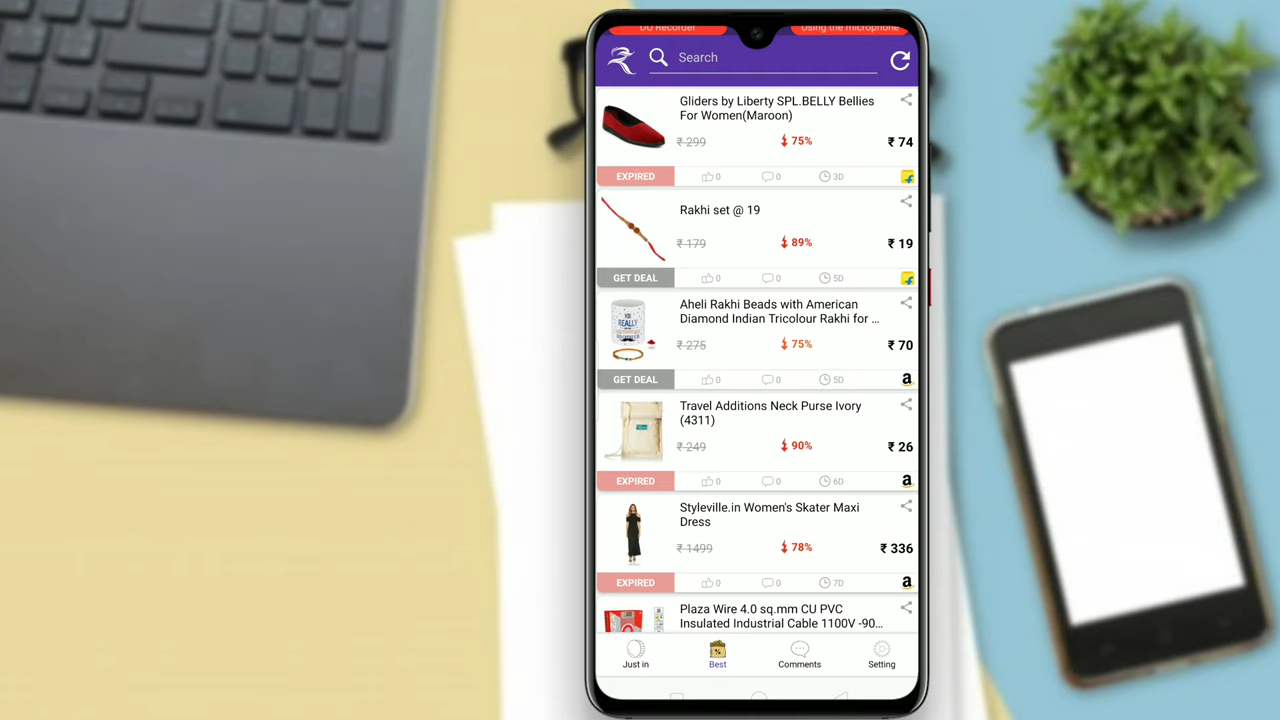 DU Recorder
Using the microphone
Search
Gliders by Liberty SPL.BELLY Bellies
For Women(Maroon)
₹ 299
75%
₹ 74
EXPIRED
0
0
3D
Rakhi set @ 19
₹ 179
89%
₹ 19
GET DEAL
0
0
5D
Aheli Rakhi Beads with American
Diamond Indian Tricolour Rakhi for ...
YOU
REALLY
₹ 275
75%
₹ 70
GET DEAL
0
0
5D
a
Travel Additions Neck Purse Ivory
(4311)
₹ 249
90%
₹ 26
EXPIRED
0
0
6D
a
Styleville.in Women's Skater Maxi
Dress
₹ 1499
78%
₹ 336
EXPIRED
0
0
7D
a
Plaza Wire 4.0 sq.mm CU PVC
Insulated Industrial Cable 1100V -90...
Just in
%
Best
Comments
Setting